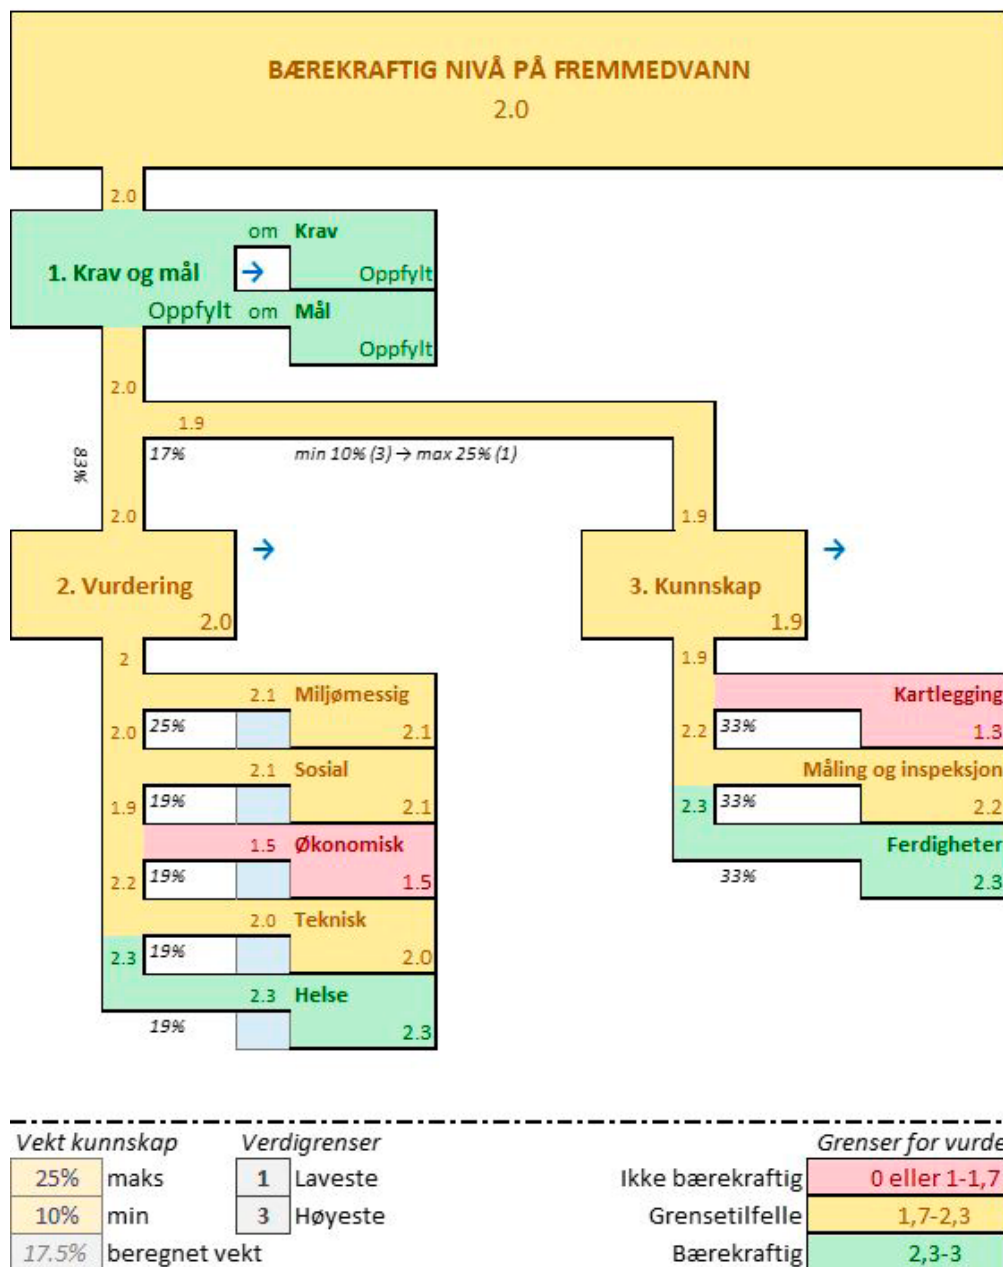 BÆREKRAFTIG NIVÅ PÅ FREMMEDVANN
2.0
2.0
om Krav
1. Krav og mål → Oppfylt
Oppfylt om Mål
Oppfylt
2.0
1.9
83%
17% min 10% (3) → max 25% (1)
2.0 1.9
→ →
2. Vurdering 3. Kunnskap
2.0 1.9
2 1.9
2.1 Miljømessig Kartlegging
2.0 25% 2.1 2.2 33% 1.3
2.1 Sosial Måling og inspeksjon
1.9 19% 2.1 2.3 33% 2.2
1.5 Økonomisk Ferdigheter
2.2 19% 1.5 33% 2.3
2.0 Teknisk
2.3 19% 2.0
2.3 Helse
19% 2.3
Vekt kunnskap Verdigrenser Grenser for vurde
25% maks 1 Laveste Ikke bærekraftig 0 eller 1-1,7
10% min 3 Høyeste Grensetilfelle 1,7-2,3
17.5% beregnet vekt Bærekraftig 2,3-3